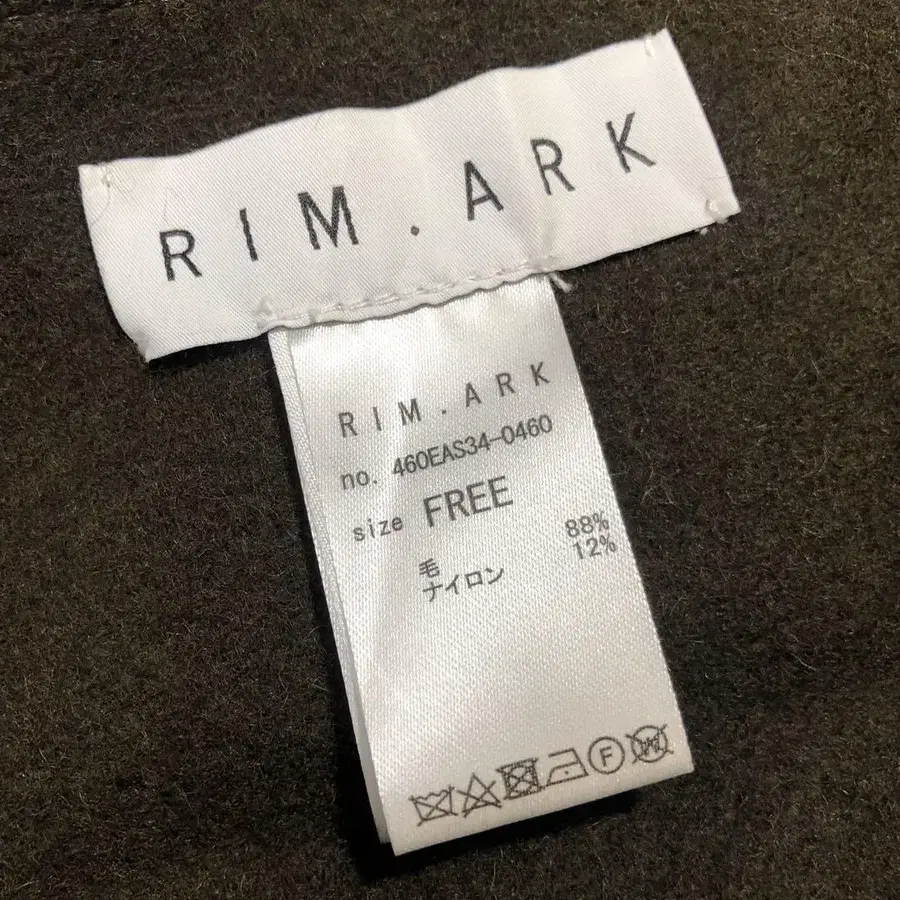 RIM.ARK
RIM.ARK
no. 460EAS34-0460
size FREE
毛 88%
ナイロン 12%
F W